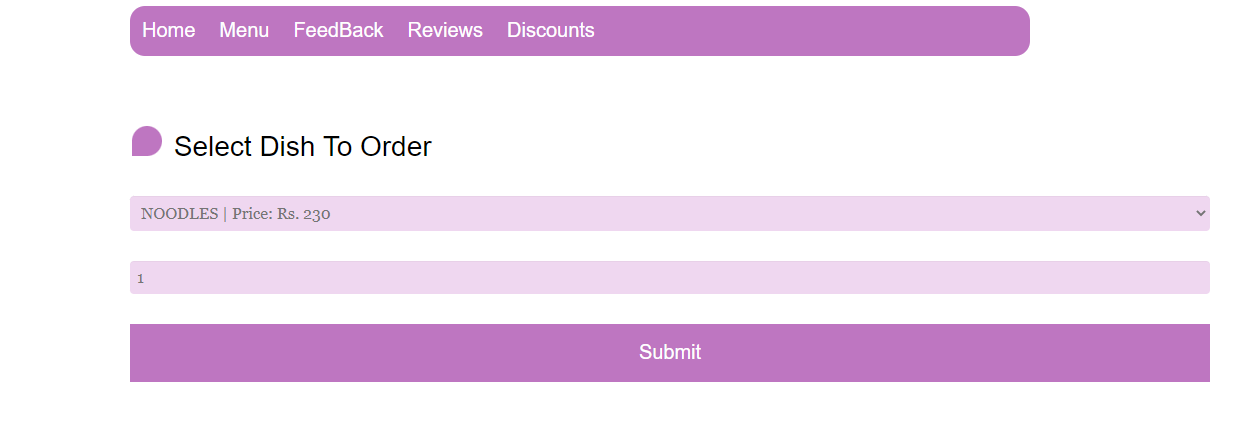 Home Menu FeedBack Reviews Discounts
Select Dish To Order
NOODLES | Price: Rs. 230
1
Submit